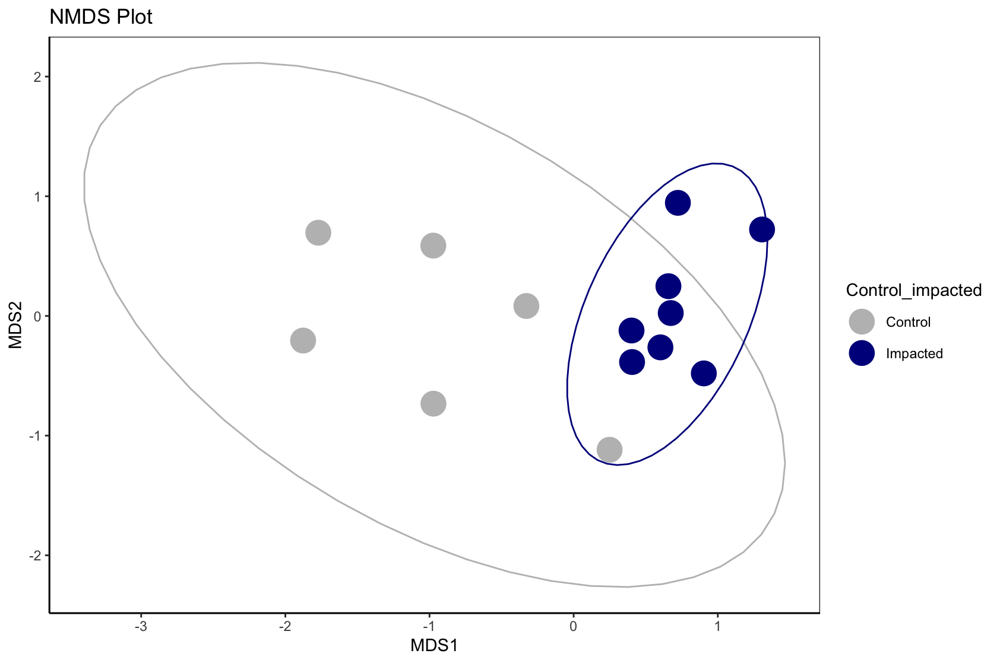 NMDS Plot
2
1
0
-1
-2
MDS2
-3
-2
-1
0
1
MDS1
Control_impacted
Control
Impacted